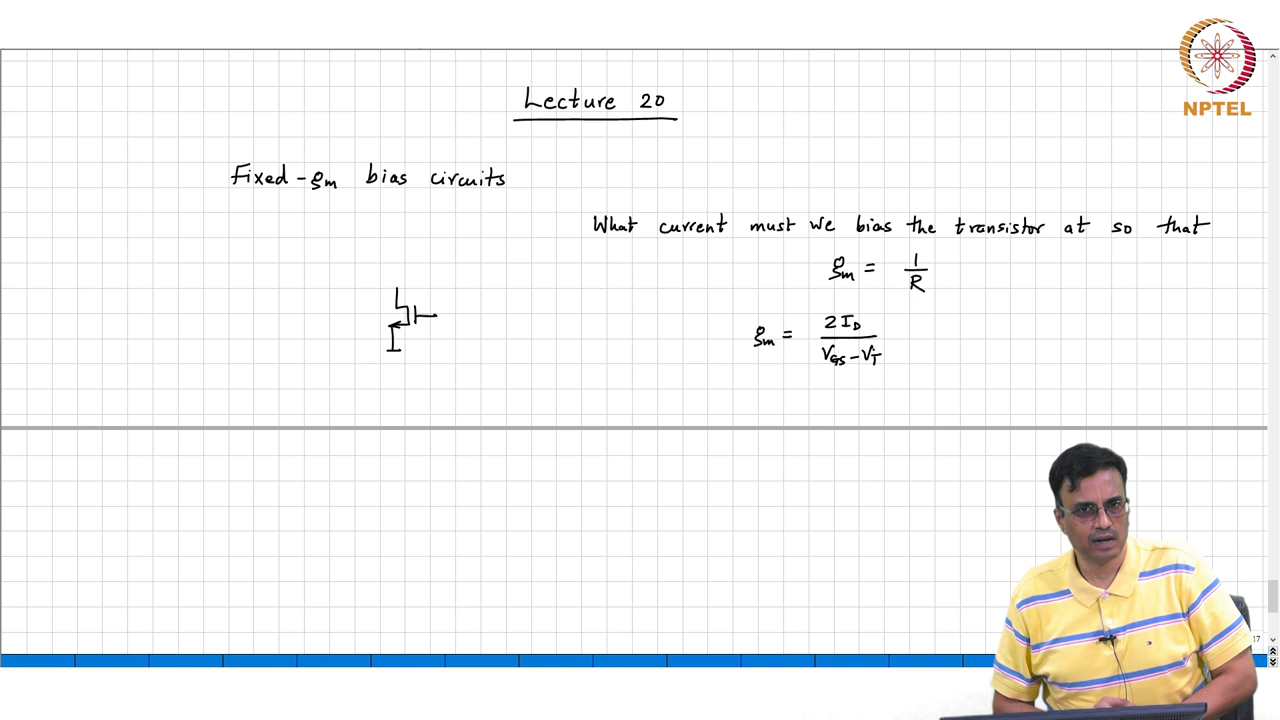 NPTEL
Lecture 20
Fixed-gm bias circuits
What current must we bias the transistor at so that
gm = 1/R
gm = 2ID/(VGS-VT)